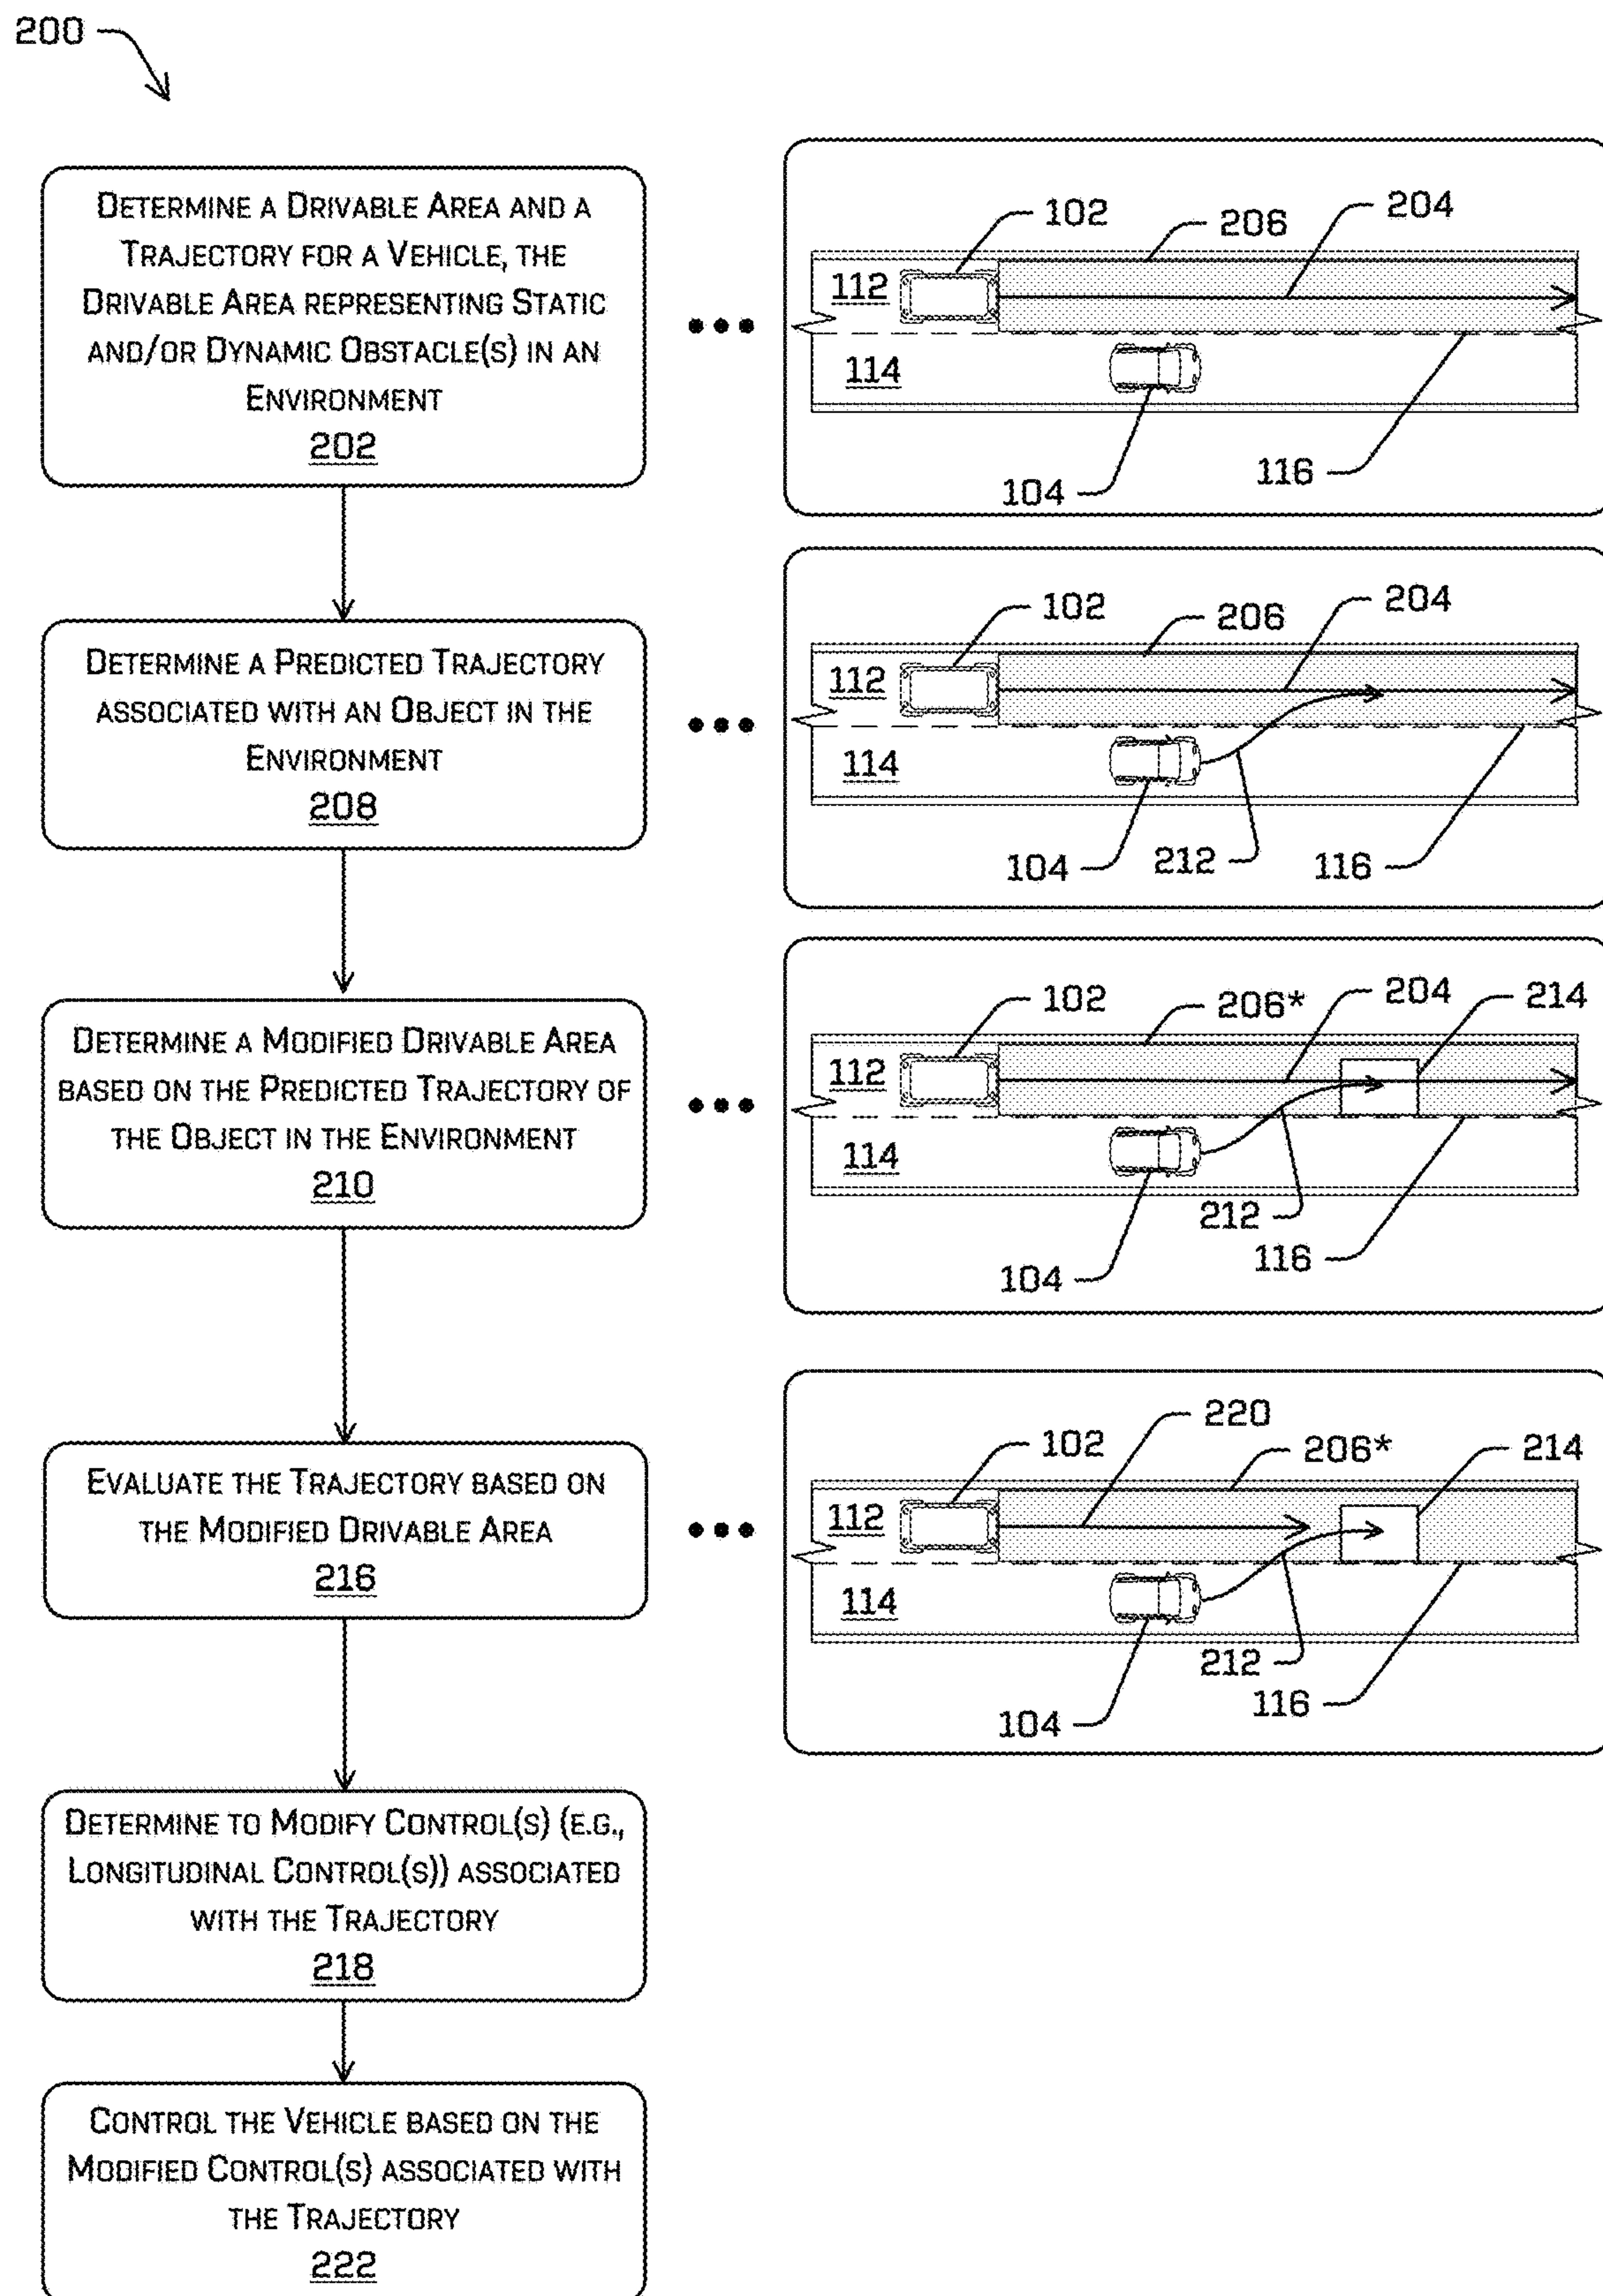 200
DETERMINE A DRIVABLE AREA AND A
TRAJECTORY FOR A VEHICLE, THE
DRIVABLE AREA REPRESENTING STATIC
AND/OR DYNAMIC OBSTACLE(S) IN AN
ENVIRONMENT
202
102
206
204
112
114
104
116
DETERMINE A PREDICTED TRAJECTORY
ASSOCIATED WITH AN OBJECT IN THE
ENVIRONMENT
208
102
206
204
112
114
104
212
116
DETERMINE A MODIFIED DRIVABLE AREA
BASED ON THE PREDICTED TRAJECTORY OF
THE OBJECT IN THE ENVIRONMENT
210
102
206*
204
214
112
114
212
104
116
EVALUATE THE TRAJECTORY BASED ON
THE MODIFIED DRIVABLE AREA
216
220
102
206*
214
112
114
212
104
116
DETERMINE TO MODIFY CONTROL(S) (E.G.,
LONGITUDINAL CONTROL(S)) ASSOCIATED
WITH THE TRAJECTORY
218
CONTROL THE VEHICLE BASED ON THE
MODIFIED CONTROL(S) ASSOCIATED WITH
THE TRAJECTORY
222